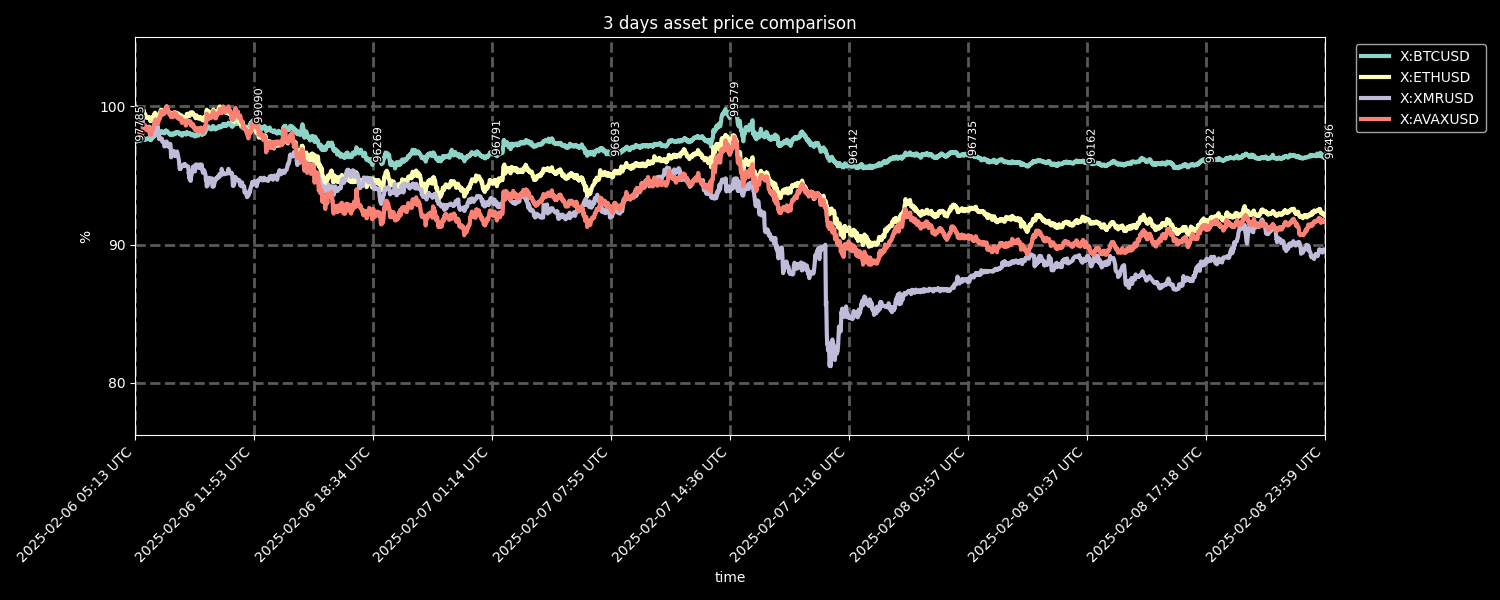 3 days asset price comparison
X:BTCUSD
X:ETHUSD
X:XMRUSD
X:AVAXUSD
%
100
90
80
97785
99090
96269
96791
96693
99579
96142
96735
96162
96222
96496
2025-02-06 05:13 UTC
2025-02-06 11:53 UTC
2025-02-06 18:34 UTC
2025-02-07 01:14 UTC
2025-02-07 07:55 UTC
2025-02-07 14:36 UTC
2025-02-07 21:16 UTC
2025-02-08 03:57 UTC
2025-02-08 10:37 UTC
2025-02-08 17:18 UTC
2025-02-08 23:59 UTC
time